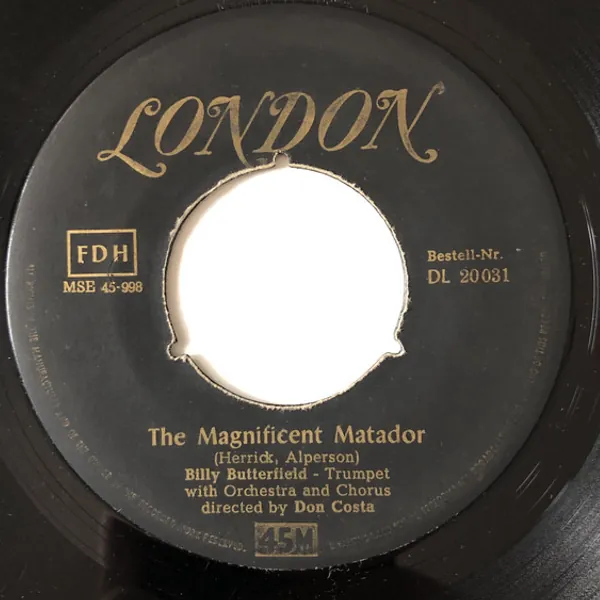 LONDON
FDH
MSE 45-998
Bestell-Nr.
DL 20031
The Magnificent Matador
(Herrick, Alperson)
Billy Butterfield - Trumpet
with Orchestra and Chorus
directed by Don Costa
45M